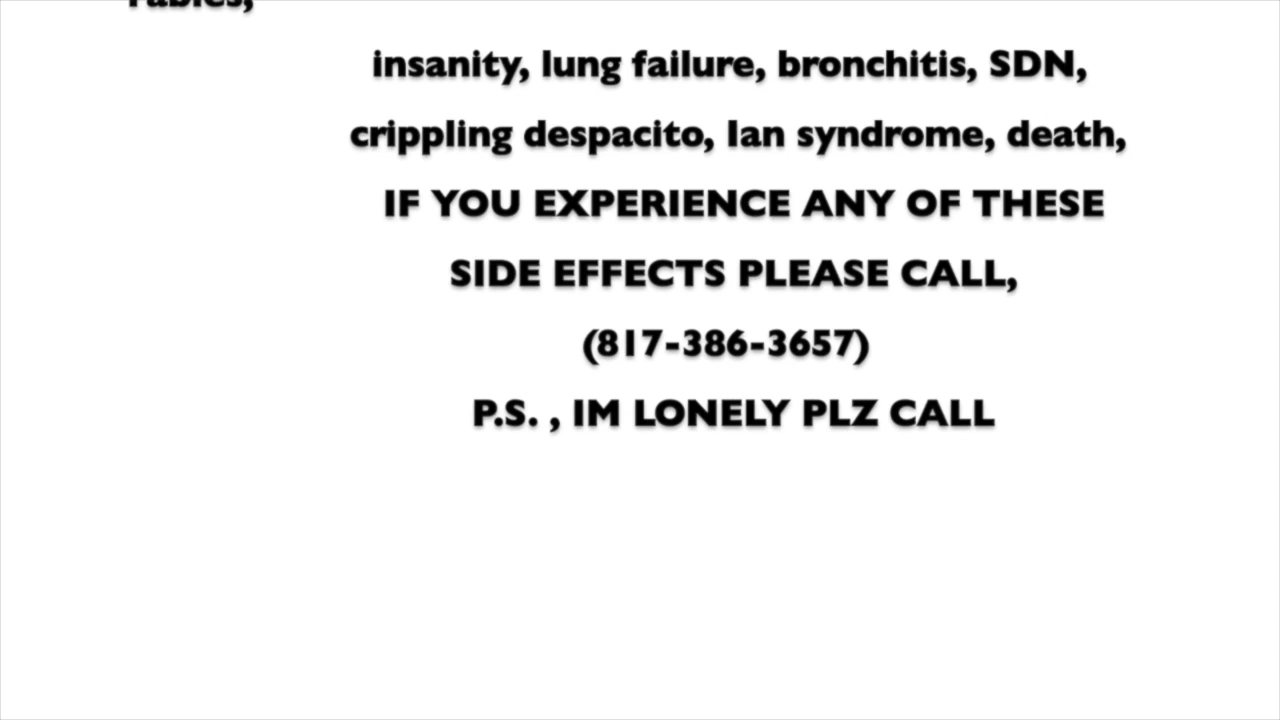 rabies,
insanity, lung failure, bronchitis, SDN,
crippling despacito, Ian syndrome, death,
IF YOU EXPERIENCE ANY OF THESE
SIDE EFFECTS PLEASE CALL,
(817-386-3657)
P.S. , IM LONELY PLZ CALL